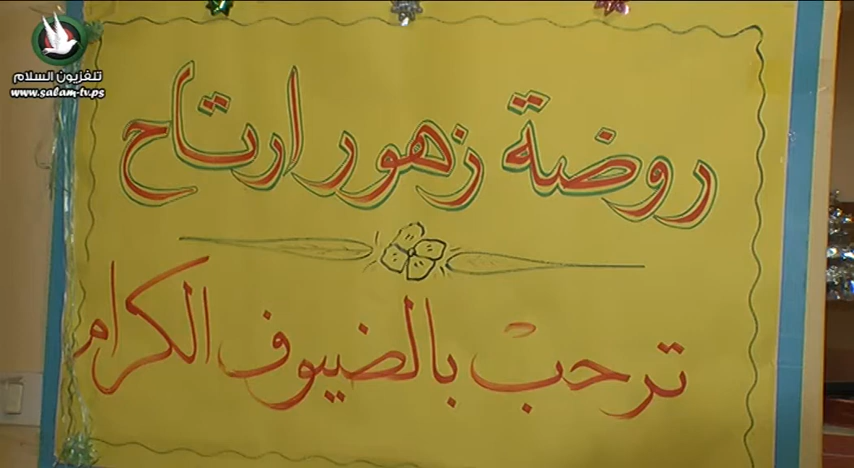 تلفزيون السلام
www.salam-tv.ps
روضة زهور ارتاح
ترحب بالضيوف الكرام